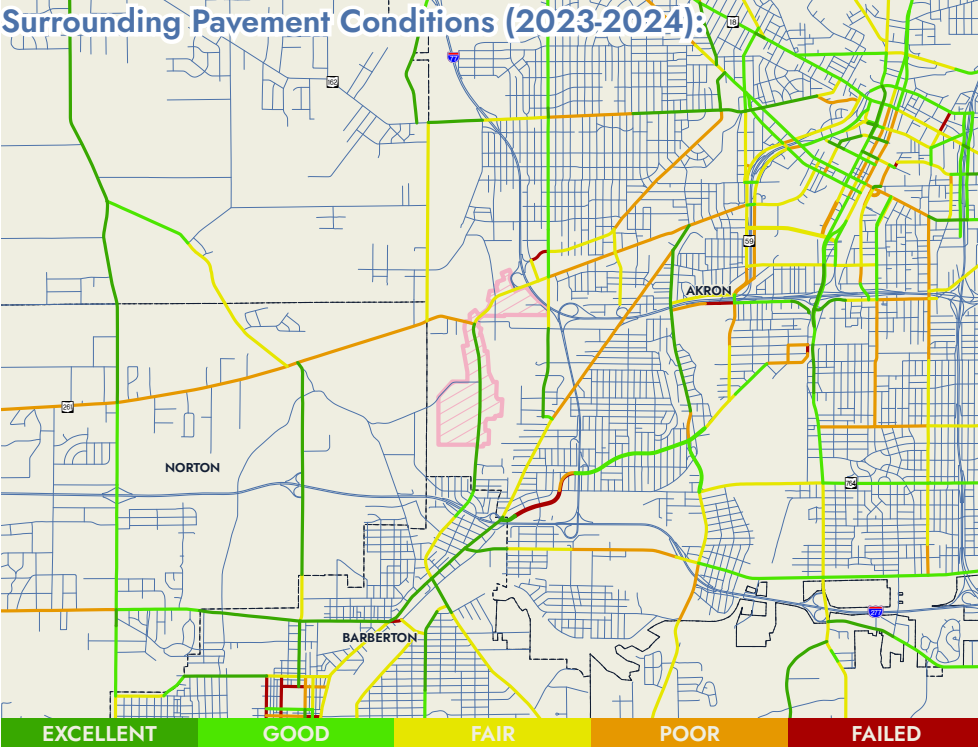 Surrounding Pavement Conditions (2023-2024):
18
77
162
59
AKRON
261
NORTON
764
277
BARBERTON
EXCELLENT GOOD FAIR POOR FAILED